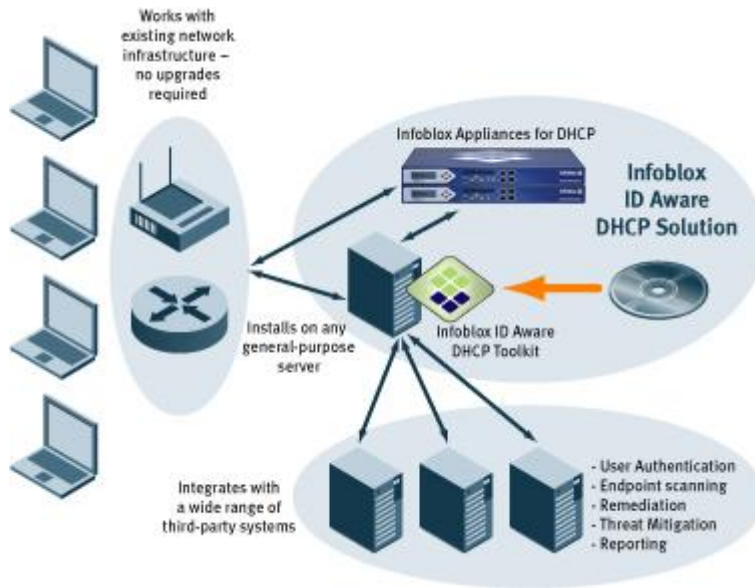 Works with
existing network
infrastructure –
no upgrades
required
Infoblox Appliances for DHCP
Infoblox
ID Aware
DHCP Solution
Installs on any
general-purpose
server
Infoblox ID Aware
DHCP Toolkit
Integrates with
a wide range of
third-party systems
- User Authentication
- Endpoint scanning
- Remediation
- Threat Mitigation
- Reporting